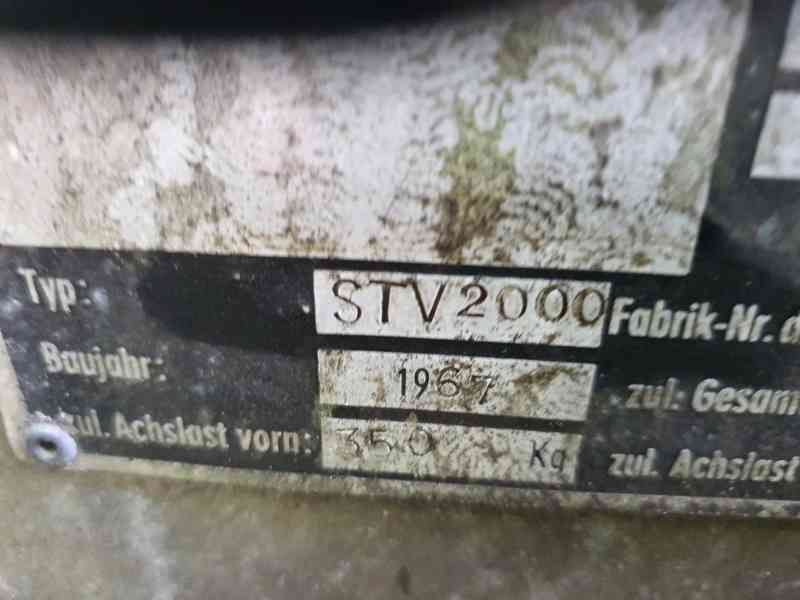 Typ: STV2000 Fabrik-Nr. d
Baujahr: 1967 zul. Gesam
zul. Achslast vorn: 350 Kg zul. Achslast